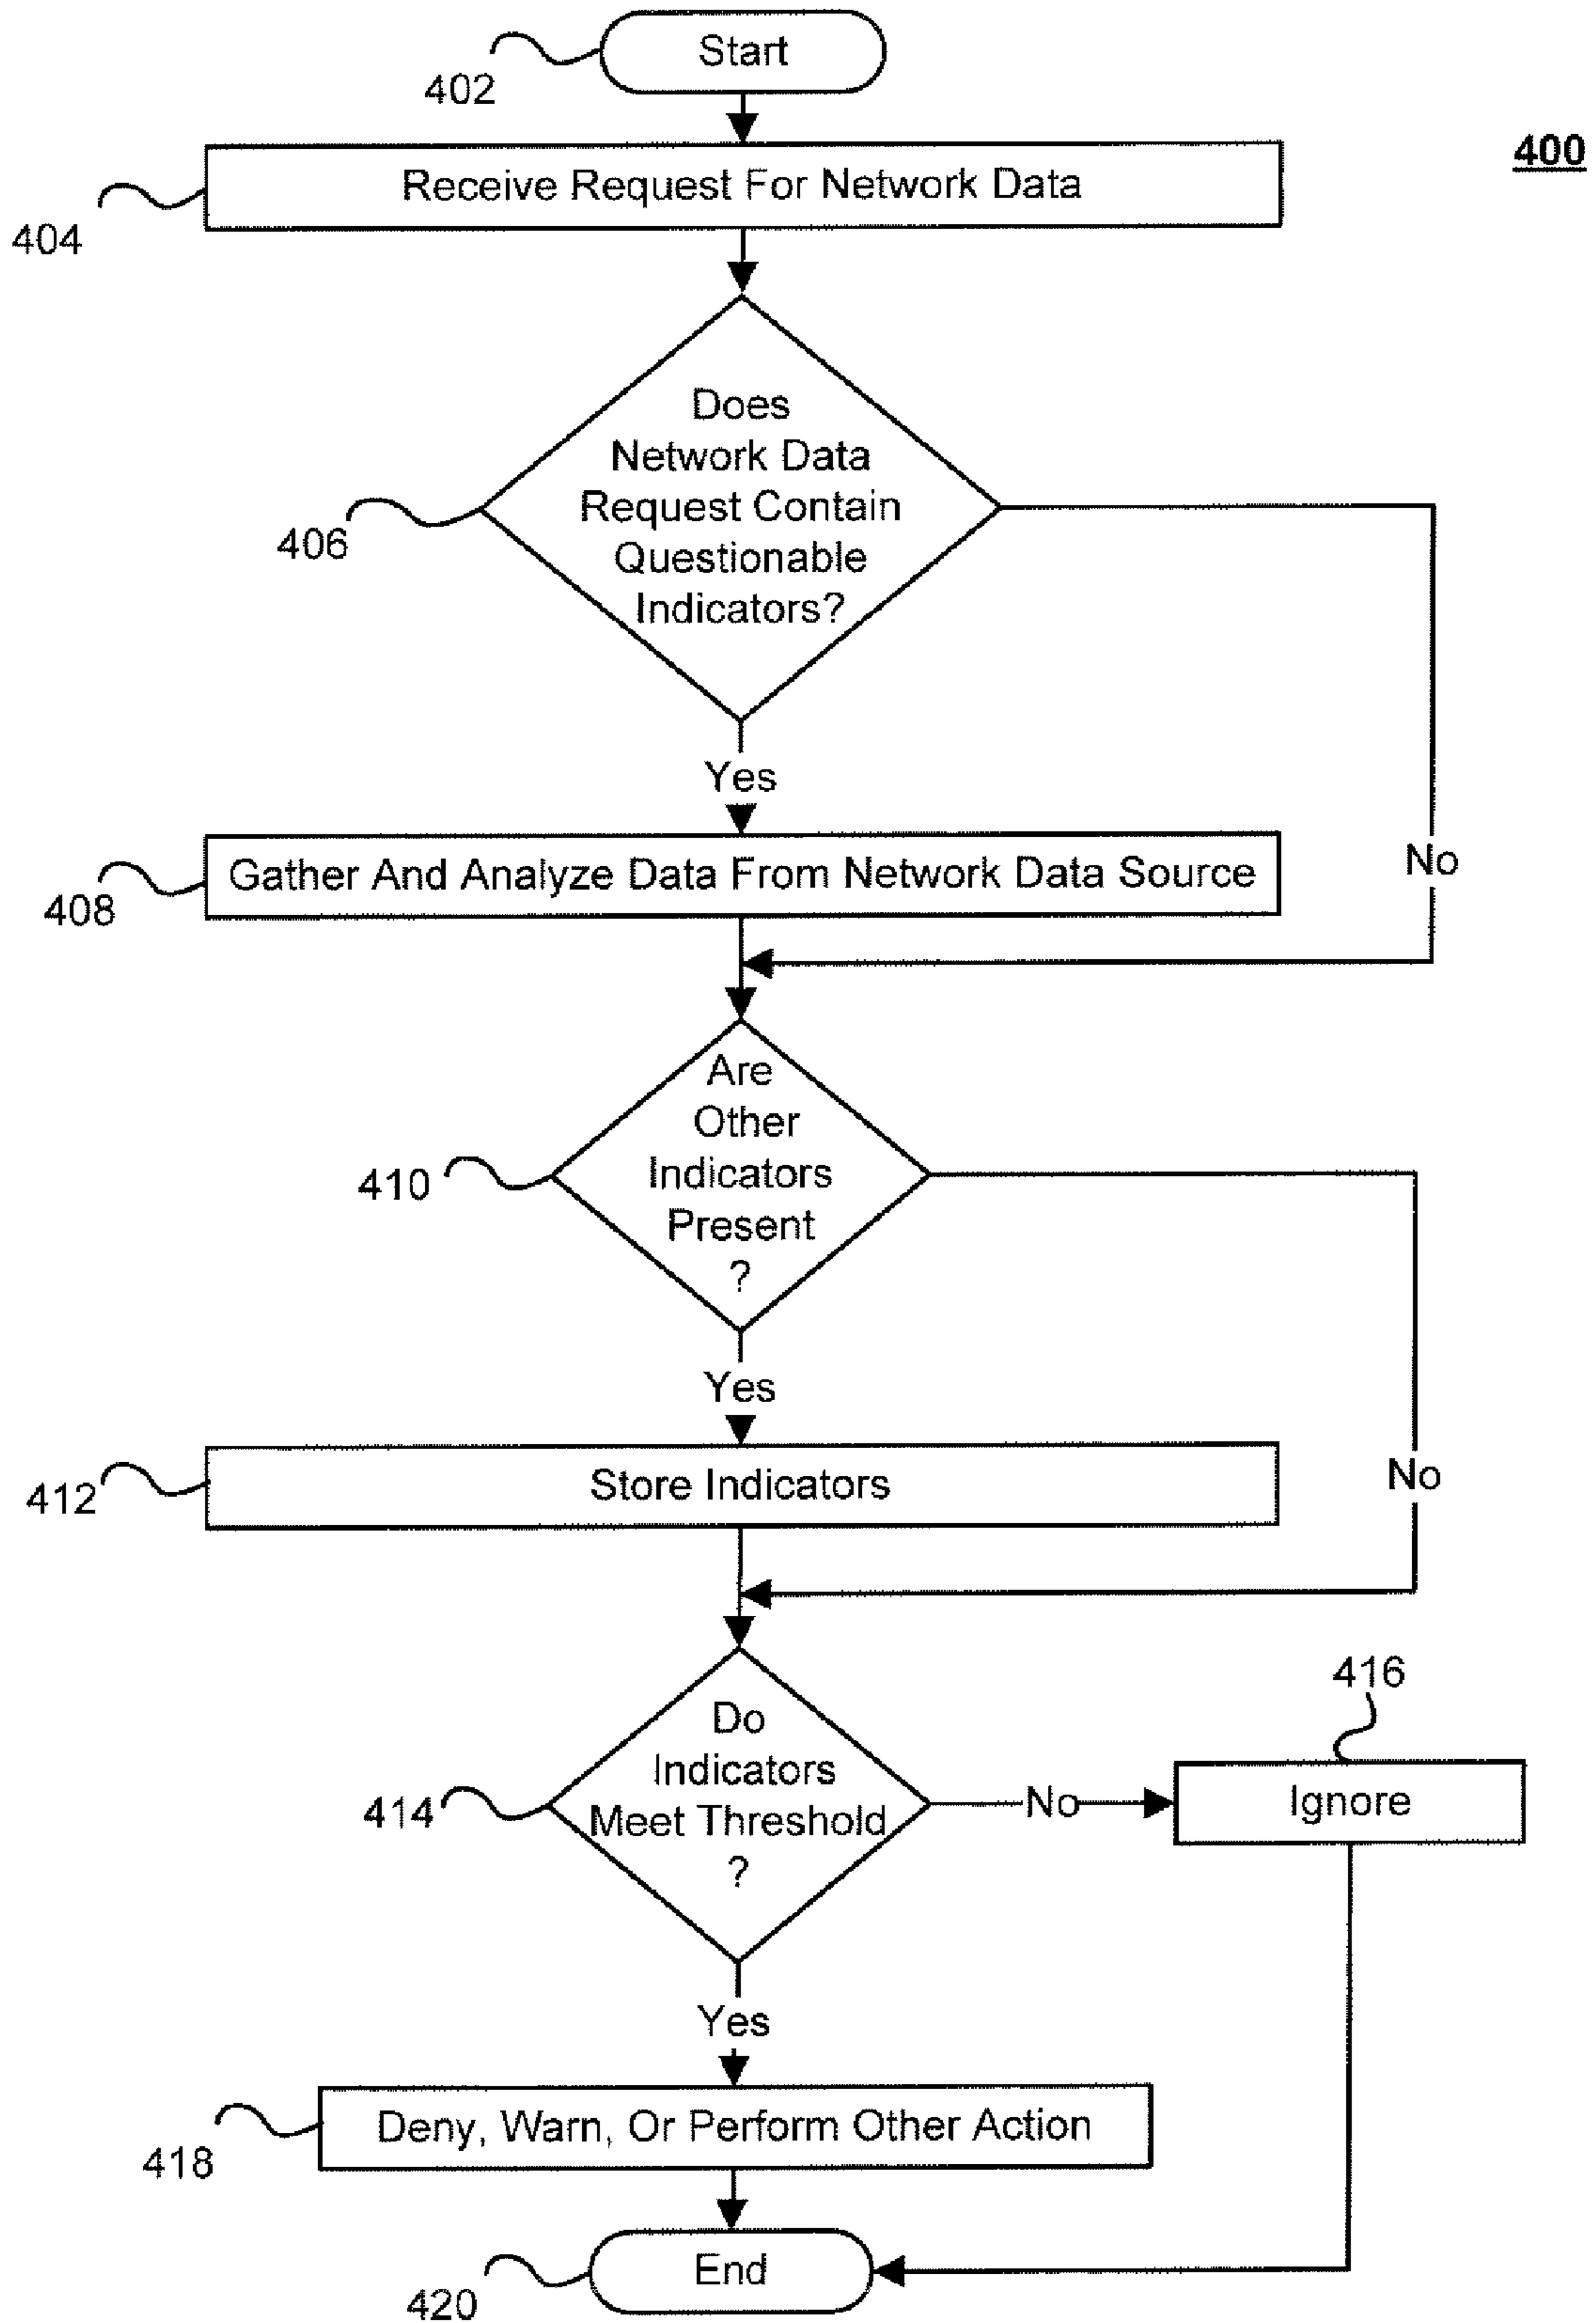 Start
402
400
Receive Request For Network Data
404
Does
Network Data
Request Contain
Questionable
Indicators?
406
Yes
No
Gather And Analyze Data From Network Data Source
408
Are
Other
Indicators
Present
?
410
Yes
No
Store Indicators
412
416
Do
Indicators
Meet Threshold
?
414
No
Ignore
Yes
Deny, Warn, Or Perform Other Action
418
End
420